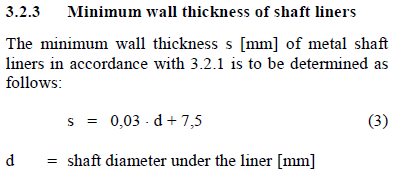 3.2.3 Minimum wall thickness of shaft liners
The minimum wall thickness s [mm] of metal shaft
liners in accordance with 3.2.1 is to be determined as
follows:
s = 0,03 · d + 7,5 (3)
d = shaft diameter under the liner [mm]